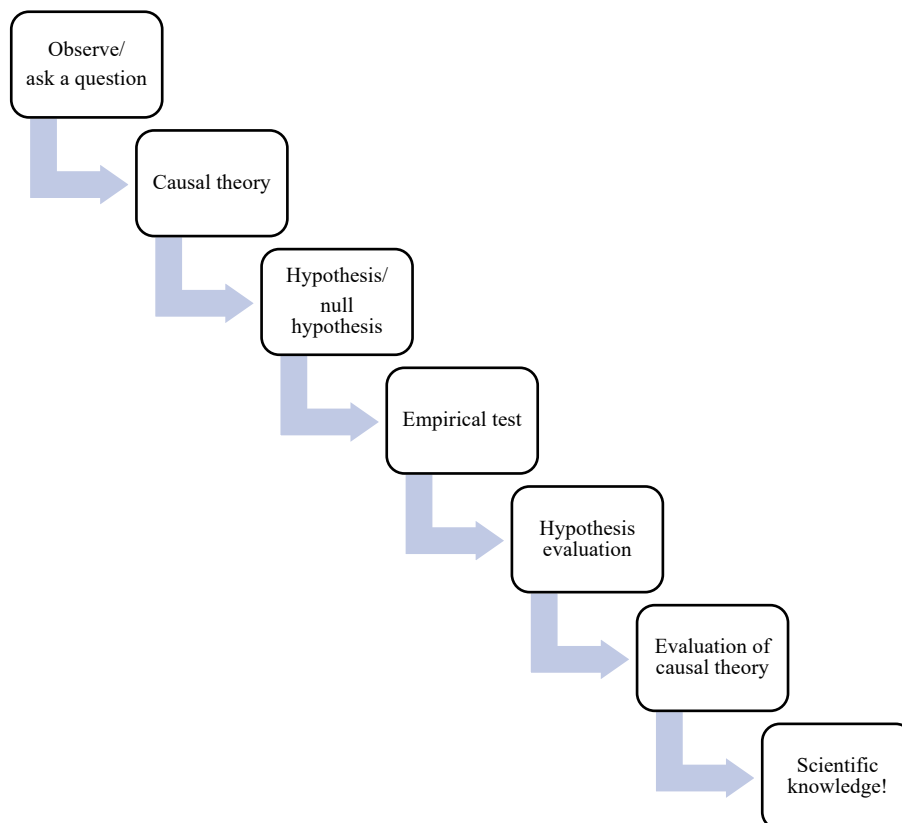 Observe/
ask a question
Causal theory
Hypothesis/
null
hypothesis
Empirical test
Hypothesis
evaluation
Evaluation of
causal theory
Scientific
knowledge!